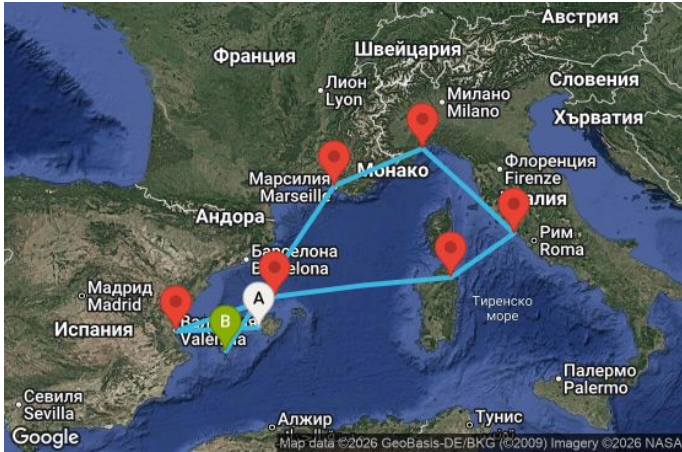 Австрия
Франция
Швейцария
Лион
Lyon
Милано
Milano
Словения
Хърватия
Марсилия
Marseille
Монако
Флоренция
Firenze
Андора
Рим
Roma
Мадрид
Madrid
A
B
Испания
Valencia
Тиренско
море
Палермо
Palermo
Севиля
Sevilla
Алжир
Тунис
Google
Map data ©2026 GeoBasis-DE/BKG (©2009) Imagery ©2026 NASA